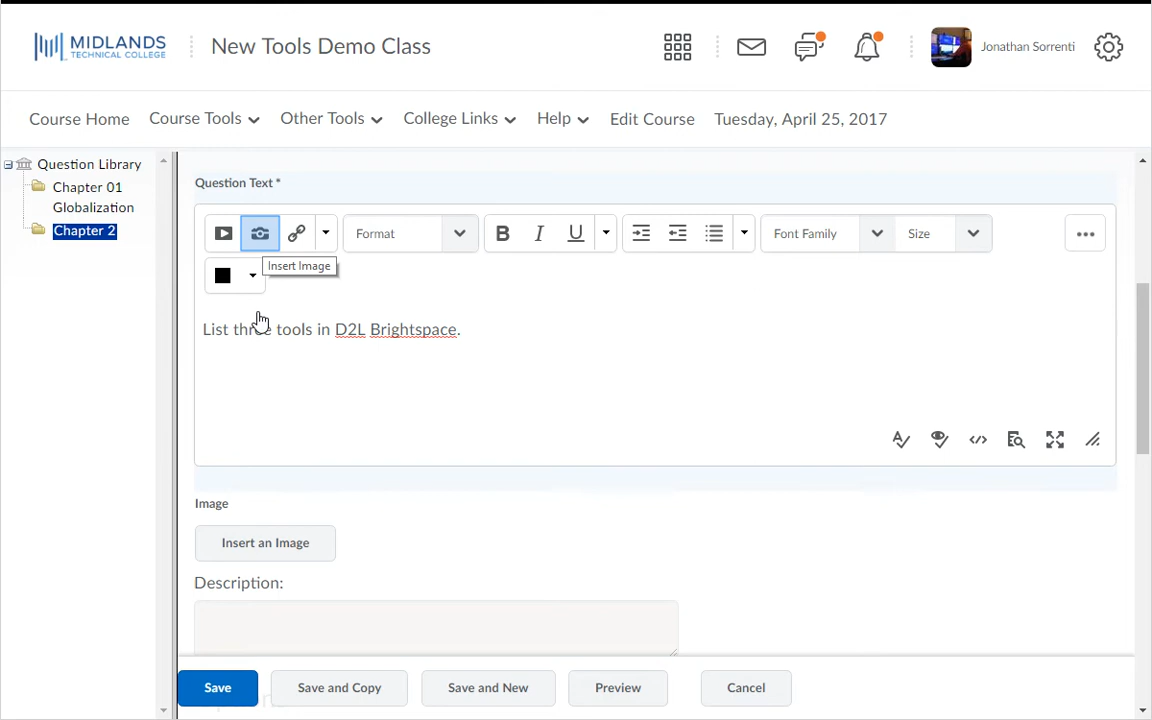 MIDLANDS
TECHNICAL COLLEGE
New Tools Demo Class
Jonathan Sorrenti
Course Home
Course Tools
Other Tools
College Links
Help
Edit Course
Tuesday, April 25, 2017
Question Library
Chapter 01
Globalization
Chapter 2
Question Text *
Format
B I U
Font Family
Size
Insert Image
List three tools in D2L Brightspace.
Image
Insert an Image
Description:
Save
Save and Copy
Save and New
Preview
Cancel